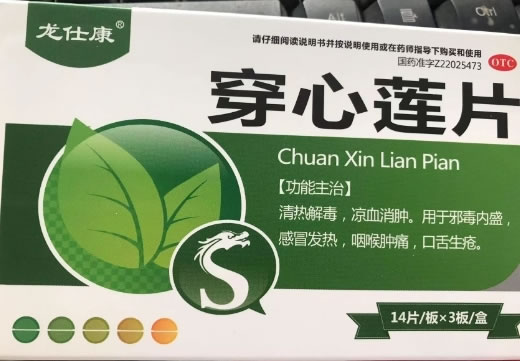 龙仕康
请仔细阅读说明书并按说明使用或在药师指导下购买和使用
国药准字Z22025473
OTC
穿心莲片
Chuan Xin Lian Pian
【功能主治】
清热解毒，凉血消肿。用于邪毒内盛，
感冒发热，咽喉肿痛，口舌生疮。
S
14片/板×3板/盒
Alt
Ctrl